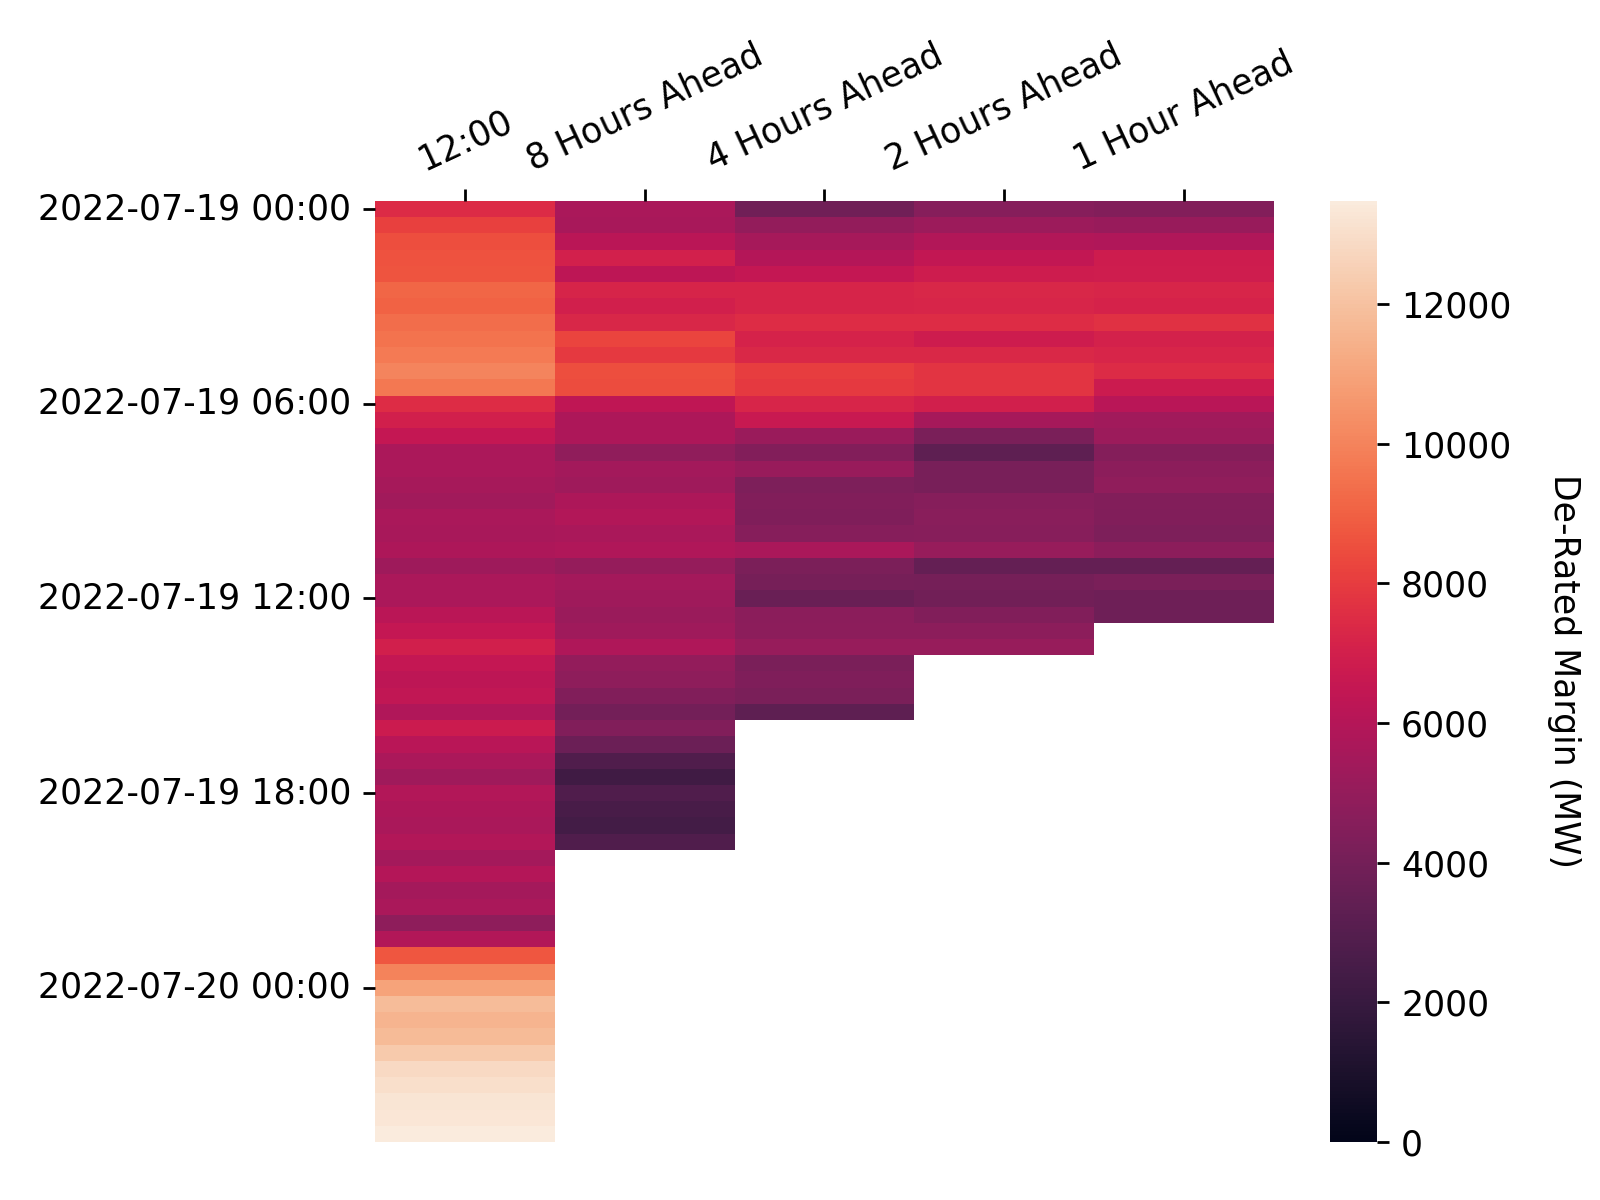 12:00
8 Hours Ahead
4 Hours Ahead
2 Hours Ahead
1 Hour Ahead
2022-07-19 00:00
2022-07-19 06:00
2022-07-19 12:00
2022-07-19 18:00
2022-07-20 00:00
12000
10000
8000
6000
4000
2000
0
De-Rated Margin (MW)